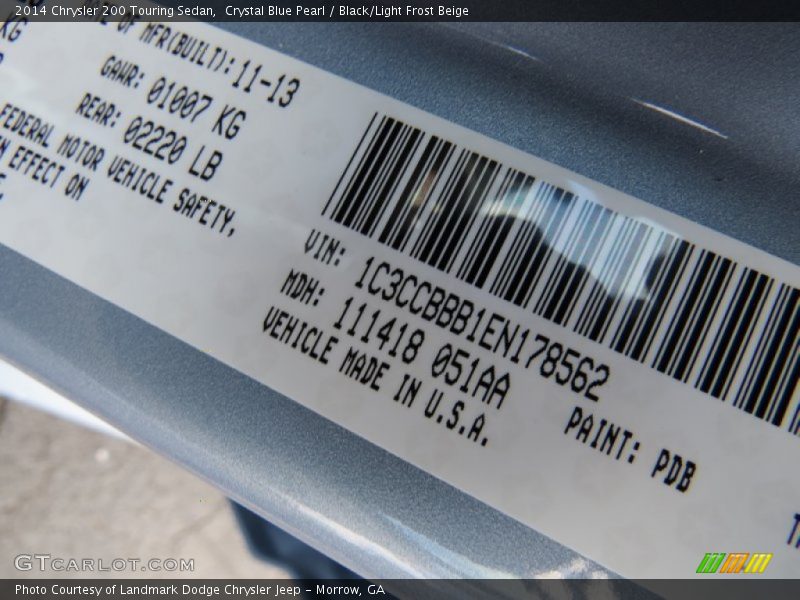 2014 Chrysler 200 Touring Sedan,  Crystal Blue Pearl / Black/Light Frost Beige
KG
OF MFR(BUILT): 11-13
GAWR: 01007 KG
REAR: 02220 LB
FEDERAL MOTOR VEHICLE SAFETY,
IN EFFECT ON
VIN: 1C3CCBBB1EN178562
MDH: 111418 051AA
VEHICLE MADE IN U.S.A.
PAINT: PDB
GTCARLOT.COM
Photo Courtesy of Landmark Dodge Chrysler Jeep - Morrow, GA